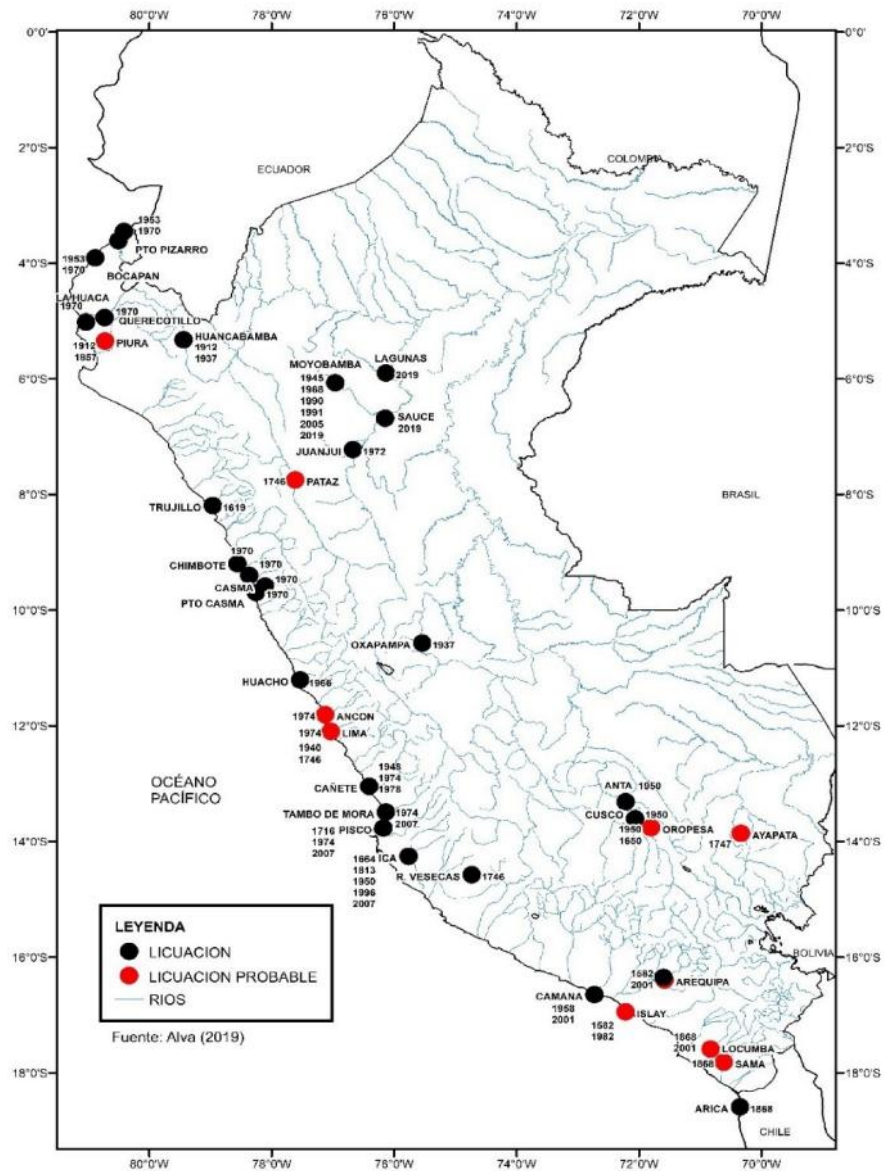 80°0'W 78°0'W 76°0'W 74°0'W 72°0'W 70°0'W
0°0' 0°0'
2°0'S 2°0'S
COLOMBIA
ECUADOR
1953
1970
PTO PIZARRO
1953
1970
4°0'S 4°0'S
BOCAPAN
LA HUACA
1970
1970
QUERECOTILLO
1912
1857
PIURA
HUANCABAMBA
1912
1937
6°0'S 6°0'S
MOYOBAMBA
1945
1968
1990
1991
2005
2019
LAGUNAS
2019
SAUCE
2019
JUANJUI 1972
1746 PATAZ
8°0'S 8°0'S
TRUJILLO 1619
BRASIL
1970
CHIMBOTE
1970
CASMA
1970
PTO CASMA
1970
10°0'S 10°0'S
OXAPAMPA 1937
HUACHO 1966
1974 ANCON
1974 LIMA
1940
1746
12°0'S 12°0'S
OCÉANO
PACÍFICO
CAÑETE
1974
1978
TAMBO DE MORA 1974
2007
1716 PISCO
1974
2007
ANTA 1950
CUSCO 1950
1950
1650
OROPESA
1747 AYAPATA
14°0'S 14°0'S
1664 ICA
1813
1950
1996
2007
R. VESECAS 1746
LEYENDA
LICUACION
LICUACION PROBABLE
RIOS
Fuente: Alva (2019)
16°0'S 16°0'S
BOLIVIA
1582
2001
AREQUIPA
CAMANA
1958
2001
ISLAY
1582
1982
1868
2001
LOCUMBA
1868 SAMA
18°0'S 18°0'S
ARICA 1868
CHILE
80°0'W 78°0'W 76°0'W 74°0'W 72°0'W 70°0'W